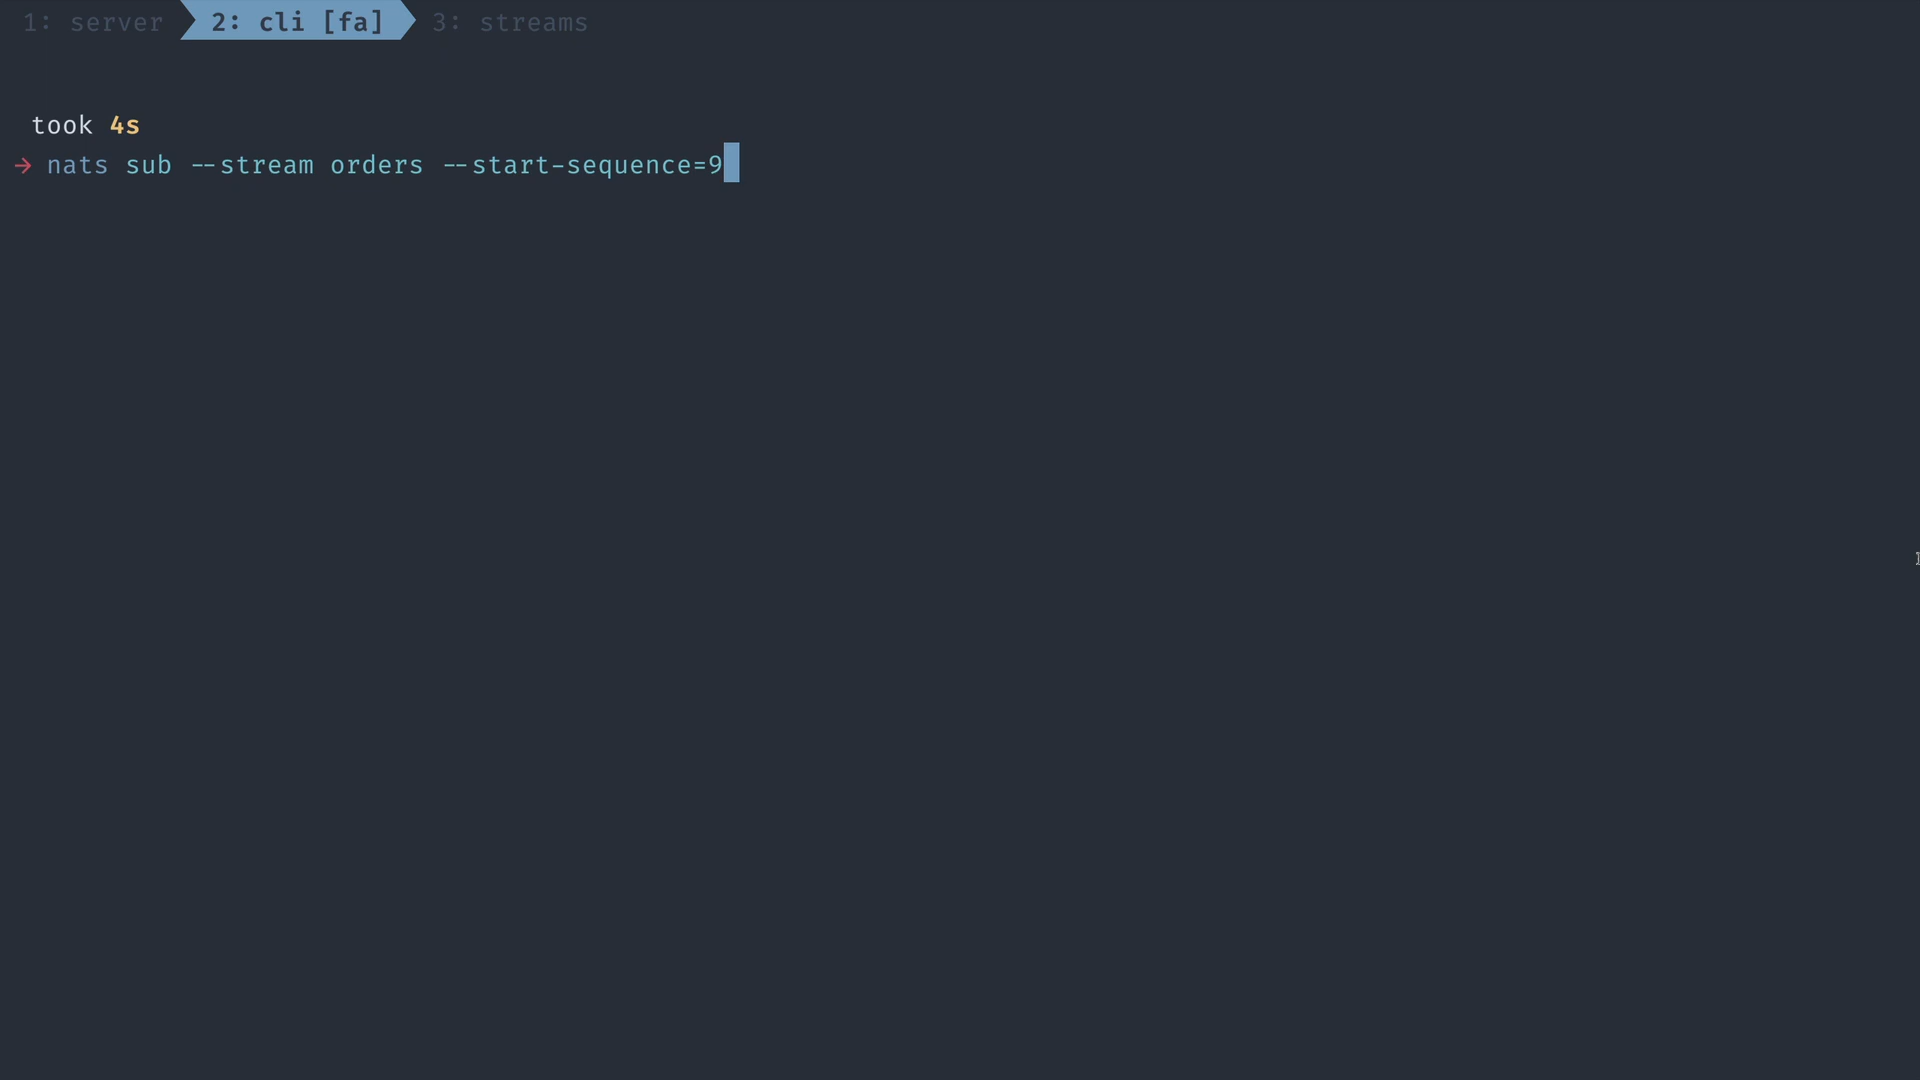 1: server 2: cli [fa] 3: streams
took 4s
→ nats sub --stream orders --start-sequence=9